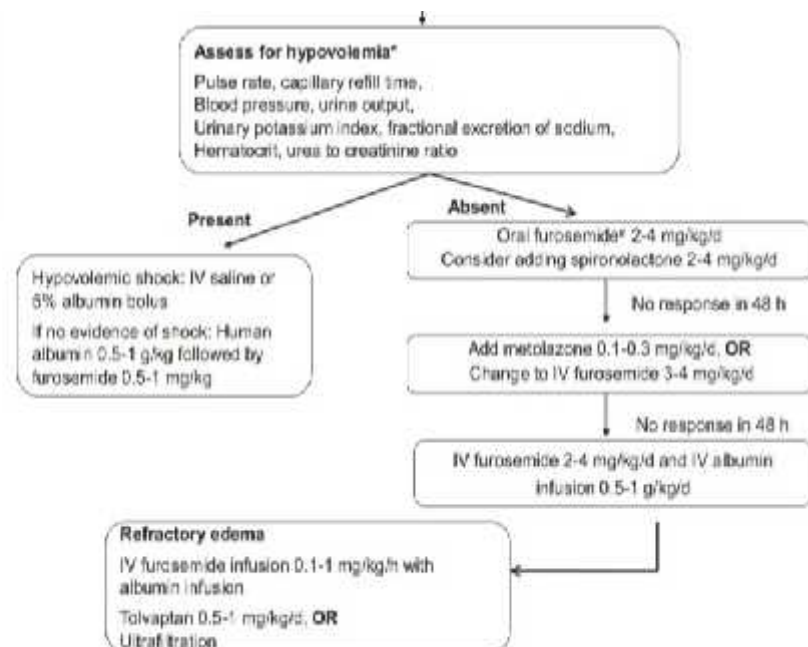 Assess for hypovolemia*
Pulse rate, capillary refill time,
Blood pressure, urine output,
Urinary potassium index, fractional excretion of sodium,
Hematocrit, urea to creatinine ratio
Present
Absent
Hypovolemic shock: IV saline or
5% albumin bolus
If no evidence of shock: Human
albumin 0.5-1 g/kg followed by
furosemide 0.5-1 mg/kg
Oral furosemide# 2-4 mg/kg/d
Consider adding spironolactone 2-4 mg/kg/d
No response in 48 h
Add metolazone 0.1-0.3 mg/kg/d, OR
Change to IV furosemide 3-4 mg/kg/d
No response in 48 h
IV furosemide 2-4 mg/kg/d and IV albumin
infusion 0.5-1 g/kg/d
Refractory edema
IV furosemide infusion 0.1-1 mg/kg/h with
albumin infusion
Tolvaptan 0.5-1 mg/kg/d, OR
Ultrafiltration